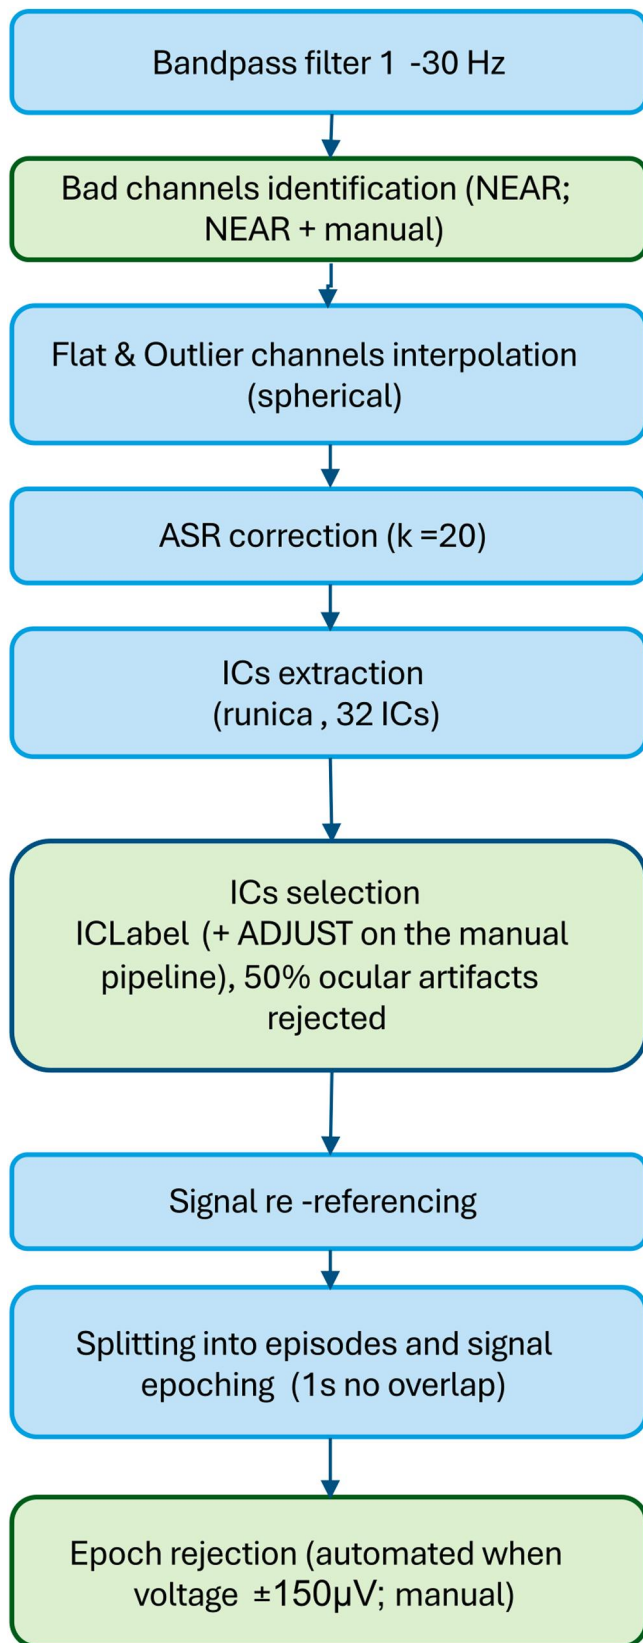 Bandpass filter 1 -30 Hz
Bad channels identification (NEAR;
NEAR + manual)
Flat & Outlier channels interpolation
(spherical)
ASR correction (k =20)
ICs extraction
(runica , 32 ICs)
ICs selection
ICLabel (+ ADJUST on the manual
pipeline), 50% ocular artifacts
rejected
Signal re -referencing
Splitting into episodes and signal
epoching (1s no overlap)
Epoch rejection (automated when
voltage ±150µV; manual)